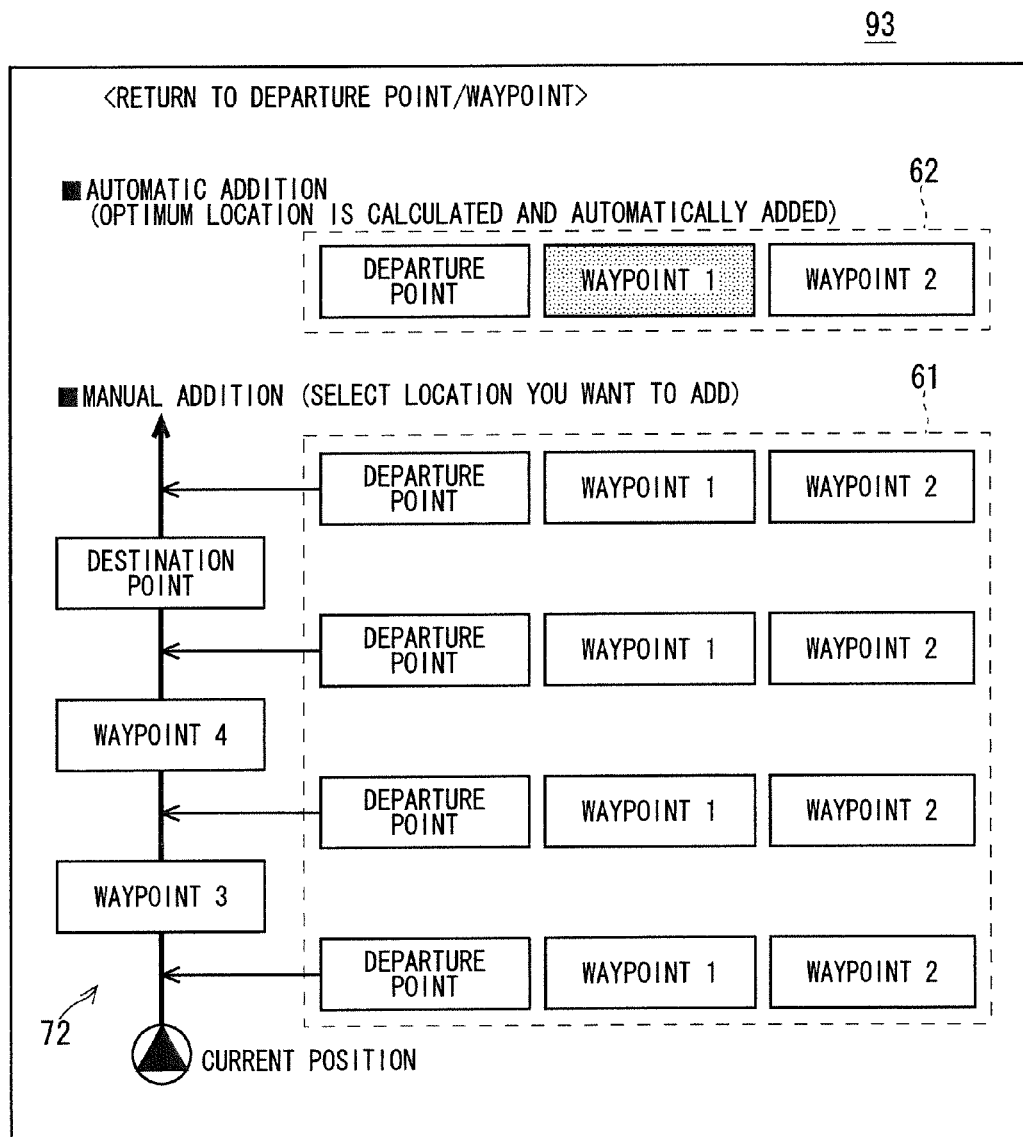 93
<RETURN TO DEPARTURE POINT/WAYPOINT>
■AUTOMATIC ADDITION
(OPTIMUM LOCATION IS CALCULATED AND AUTOMATICALLY ADDED)
62
DEPARTURE
POINT
WAYPOINT 1
WAYPOINT 2
■MANUAL ADDITION (SELECT LOCATION YOU WANT TO ADD)
61
DEPARTURE
POINT
WAYPOINT 1
WAYPOINT 2
DESTINATION
POINT
DEPARTURE
POINT
WAYPOINT 1
WAYPOINT 2
WAYPOINT 4
DEPARTURE
POINT
WAYPOINT 1
WAYPOINT 2
WAYPOINT 3
DEPARTURE
POINT
WAYPOINT 1
WAYPOINT 2
72
CURRENT POSITION